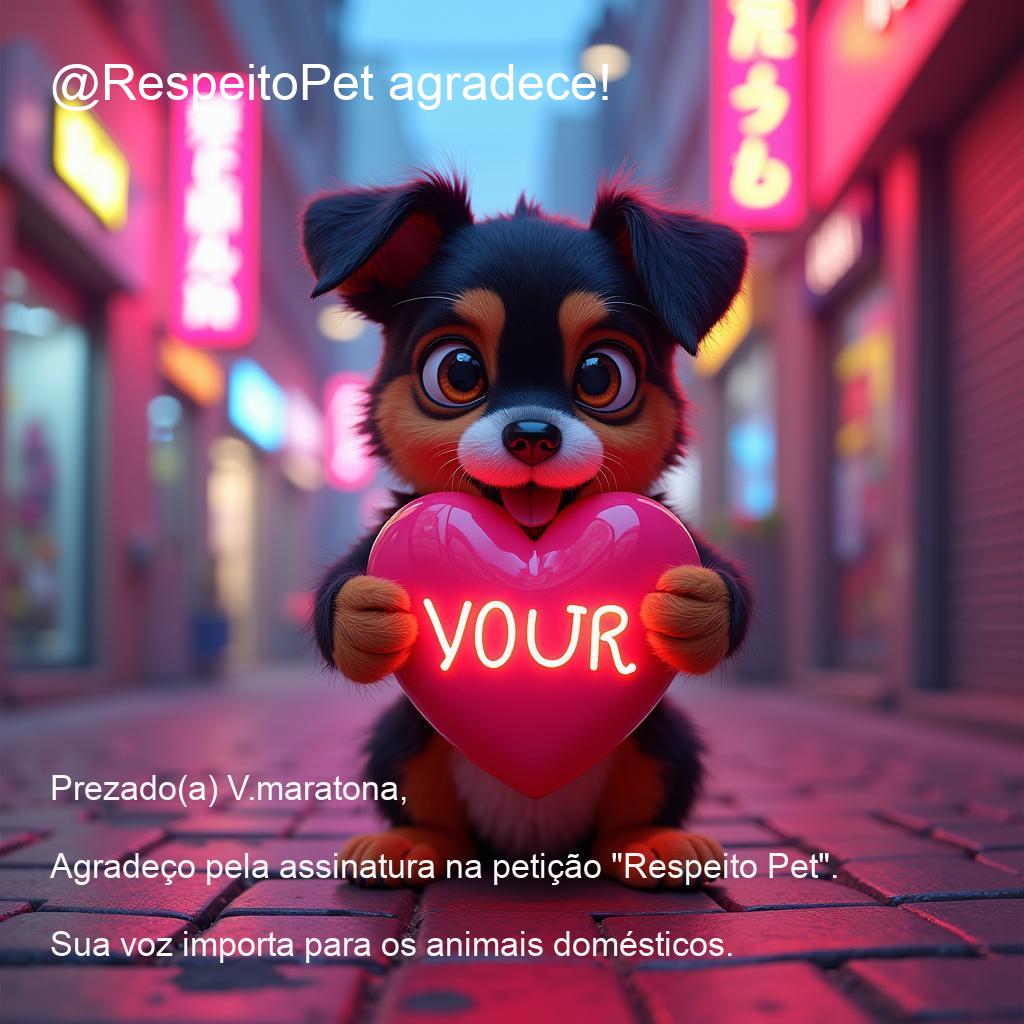 @RespeitoPet agradece!
YOUR
Prezado(a) V.maratona,
Agradeço pela assinatura na petição "Respeito Pet".
Sua voz importa para os animais domésticos.